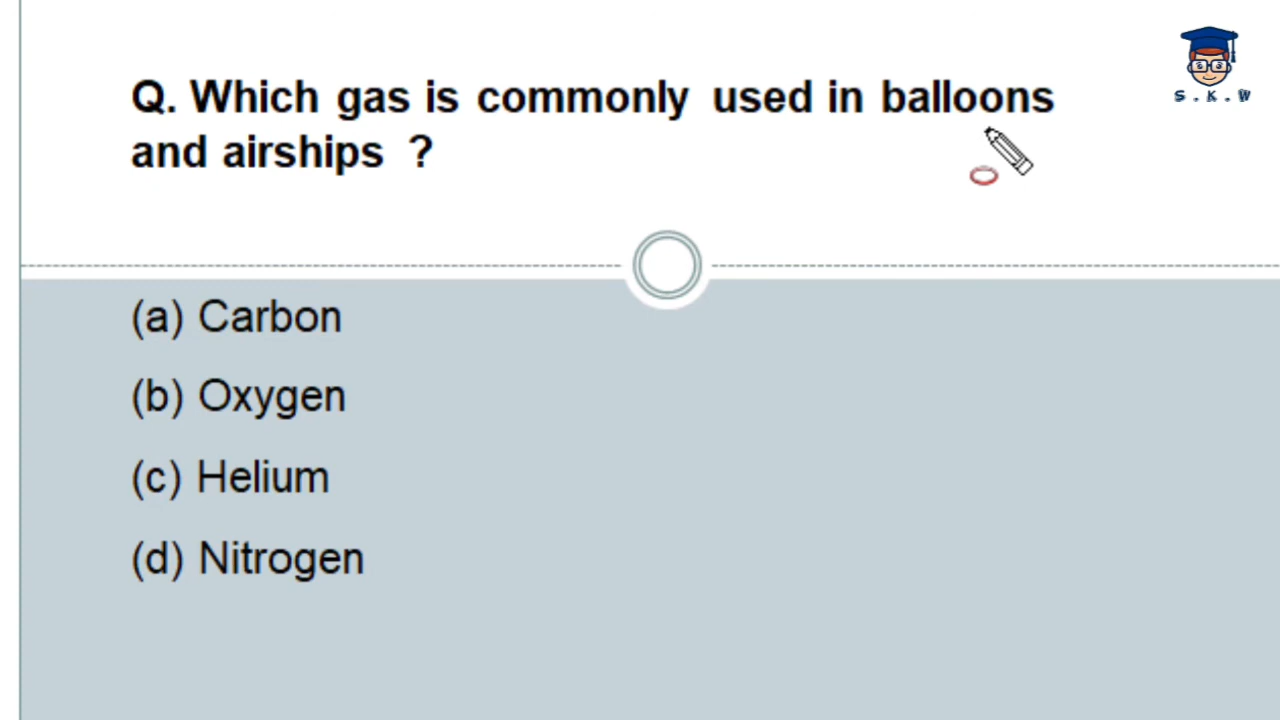 Q. Which gas is commonly used in balloons
and airships ?
S.K.W
(a) Carbon
(b) Oxygen
(c) Helium
(d) Nitrogen